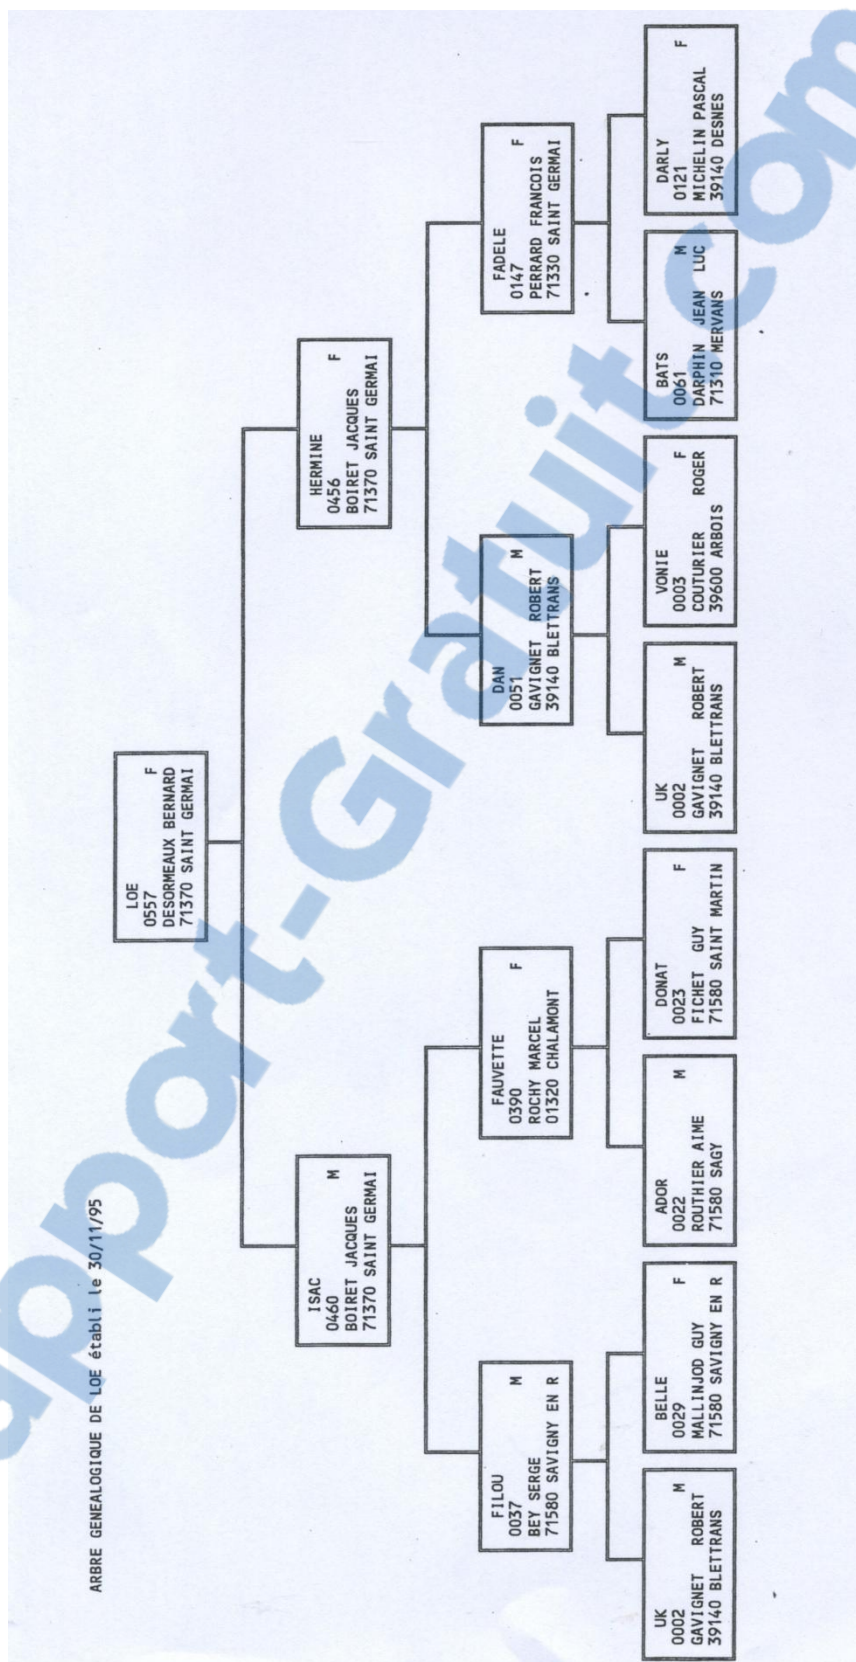 ARBRE GENEALOGIQUE DE LOE établi le 30/11/95
LOE
0557 F
DESORMEAUX BERNARD
71370 SAINT GERMAI
ISAC
0460 M
BOIRET JACQUES
71370 SAINT GERMAI
HERMINE
0456 F
BOIRET JACQUES
71370 SAINT GERMAI
FILOU
0037 M
BEY SERGE
71580 SAVIGNY EN R
FAUVETTE
0390 F
ROCHY MARCEL
01320 CHALAMONT
DAN
0051 M
GAVIGNET ROBERT
39140 BLETTRANS
FADELE
0147 F
PERRARD FRANCOIS
71330 SAINT GERMAI
UK
0002 M
GAVIGNET ROBERT
39140 BLETTRANS
BELLE
0029 F
MALLINJOD GUY
71580 SAVIGNY EN R
ADOR
0022 M
ROUTHIER AIME
71580 SAGY
DONAT
0023 F
FICHET GUY
71580 SAINT MARTIN
UK
0002 M
GAVIGNET ROBERT
39140 BLETTRANS
VONIE
0003 F
COUTURIER ROGER
39600 ARBOIS
BATS
0061 M
DARPHIN JEAN LUC
71310 MERVANS
DARLY
0121 F
MICHELIN PASCAL
39140 DESNES
apport-Gratuit.com